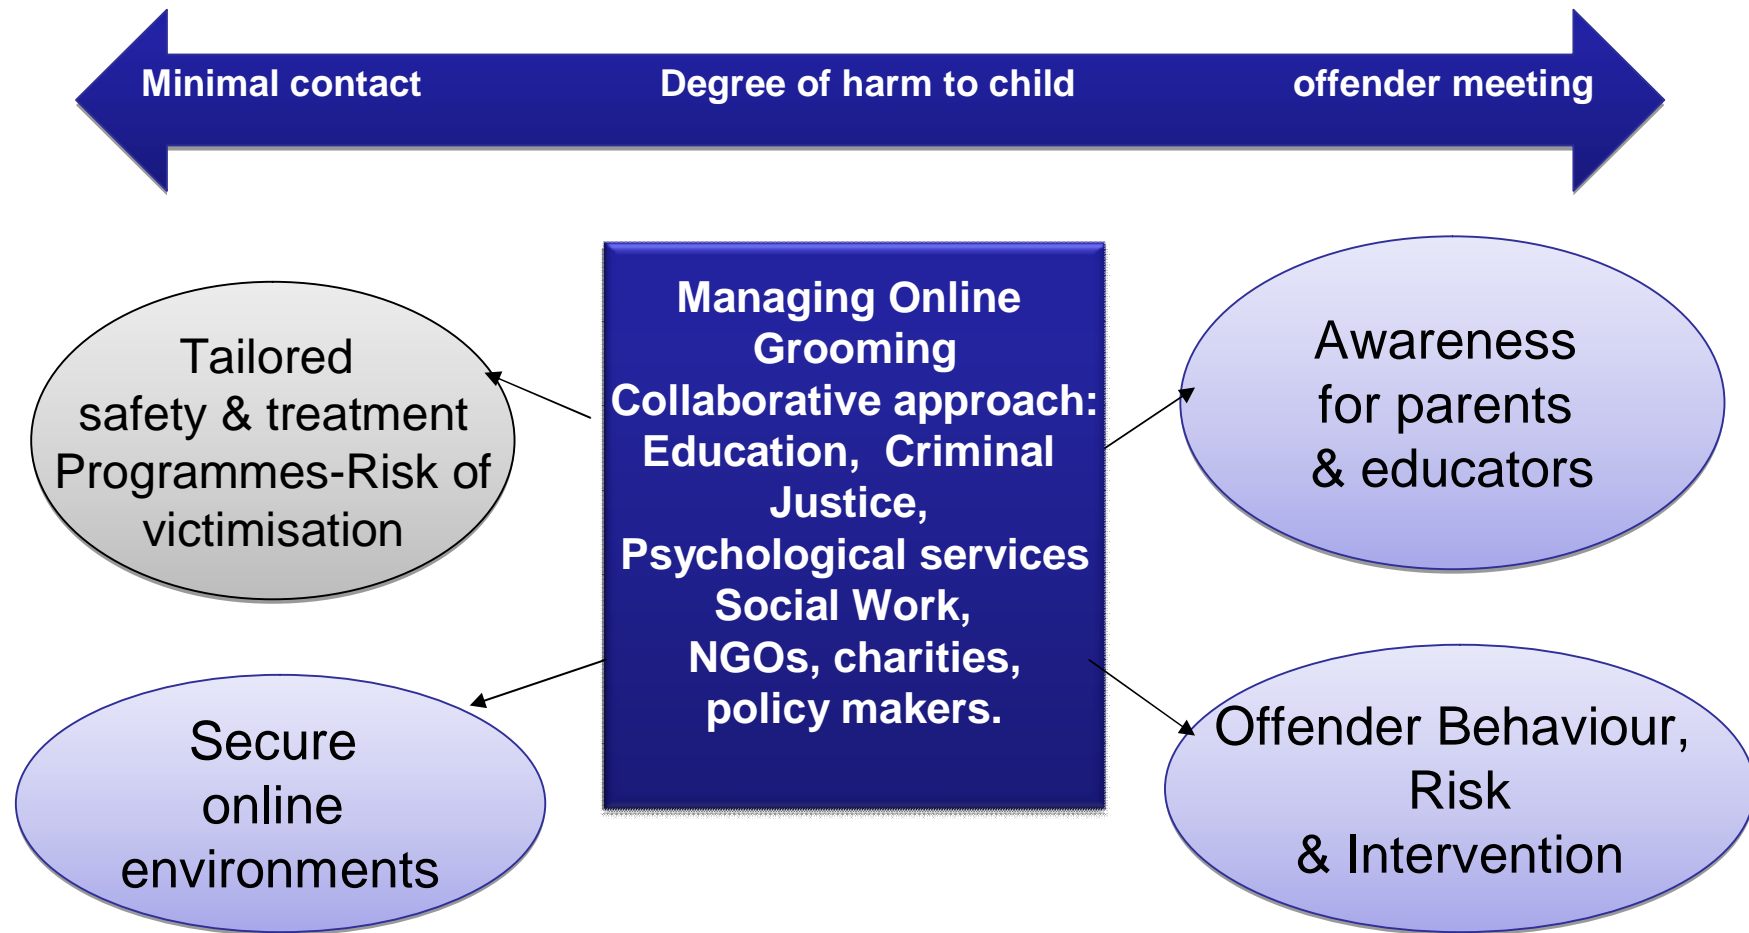 Minimal contact Degree of harm to child offender meeting
Tailored
safety & treatment
Programmes-Risk of
victimisation
Managing Online
Grooming
Collaborative approach:
Education, Criminal
Justice,
Psychological services
Social Work,
NGOs, charities,
policy makers.
Awareness
for parents
& educators
Secure
online
environments
Offender Behaviour,
Risk
& Intervention